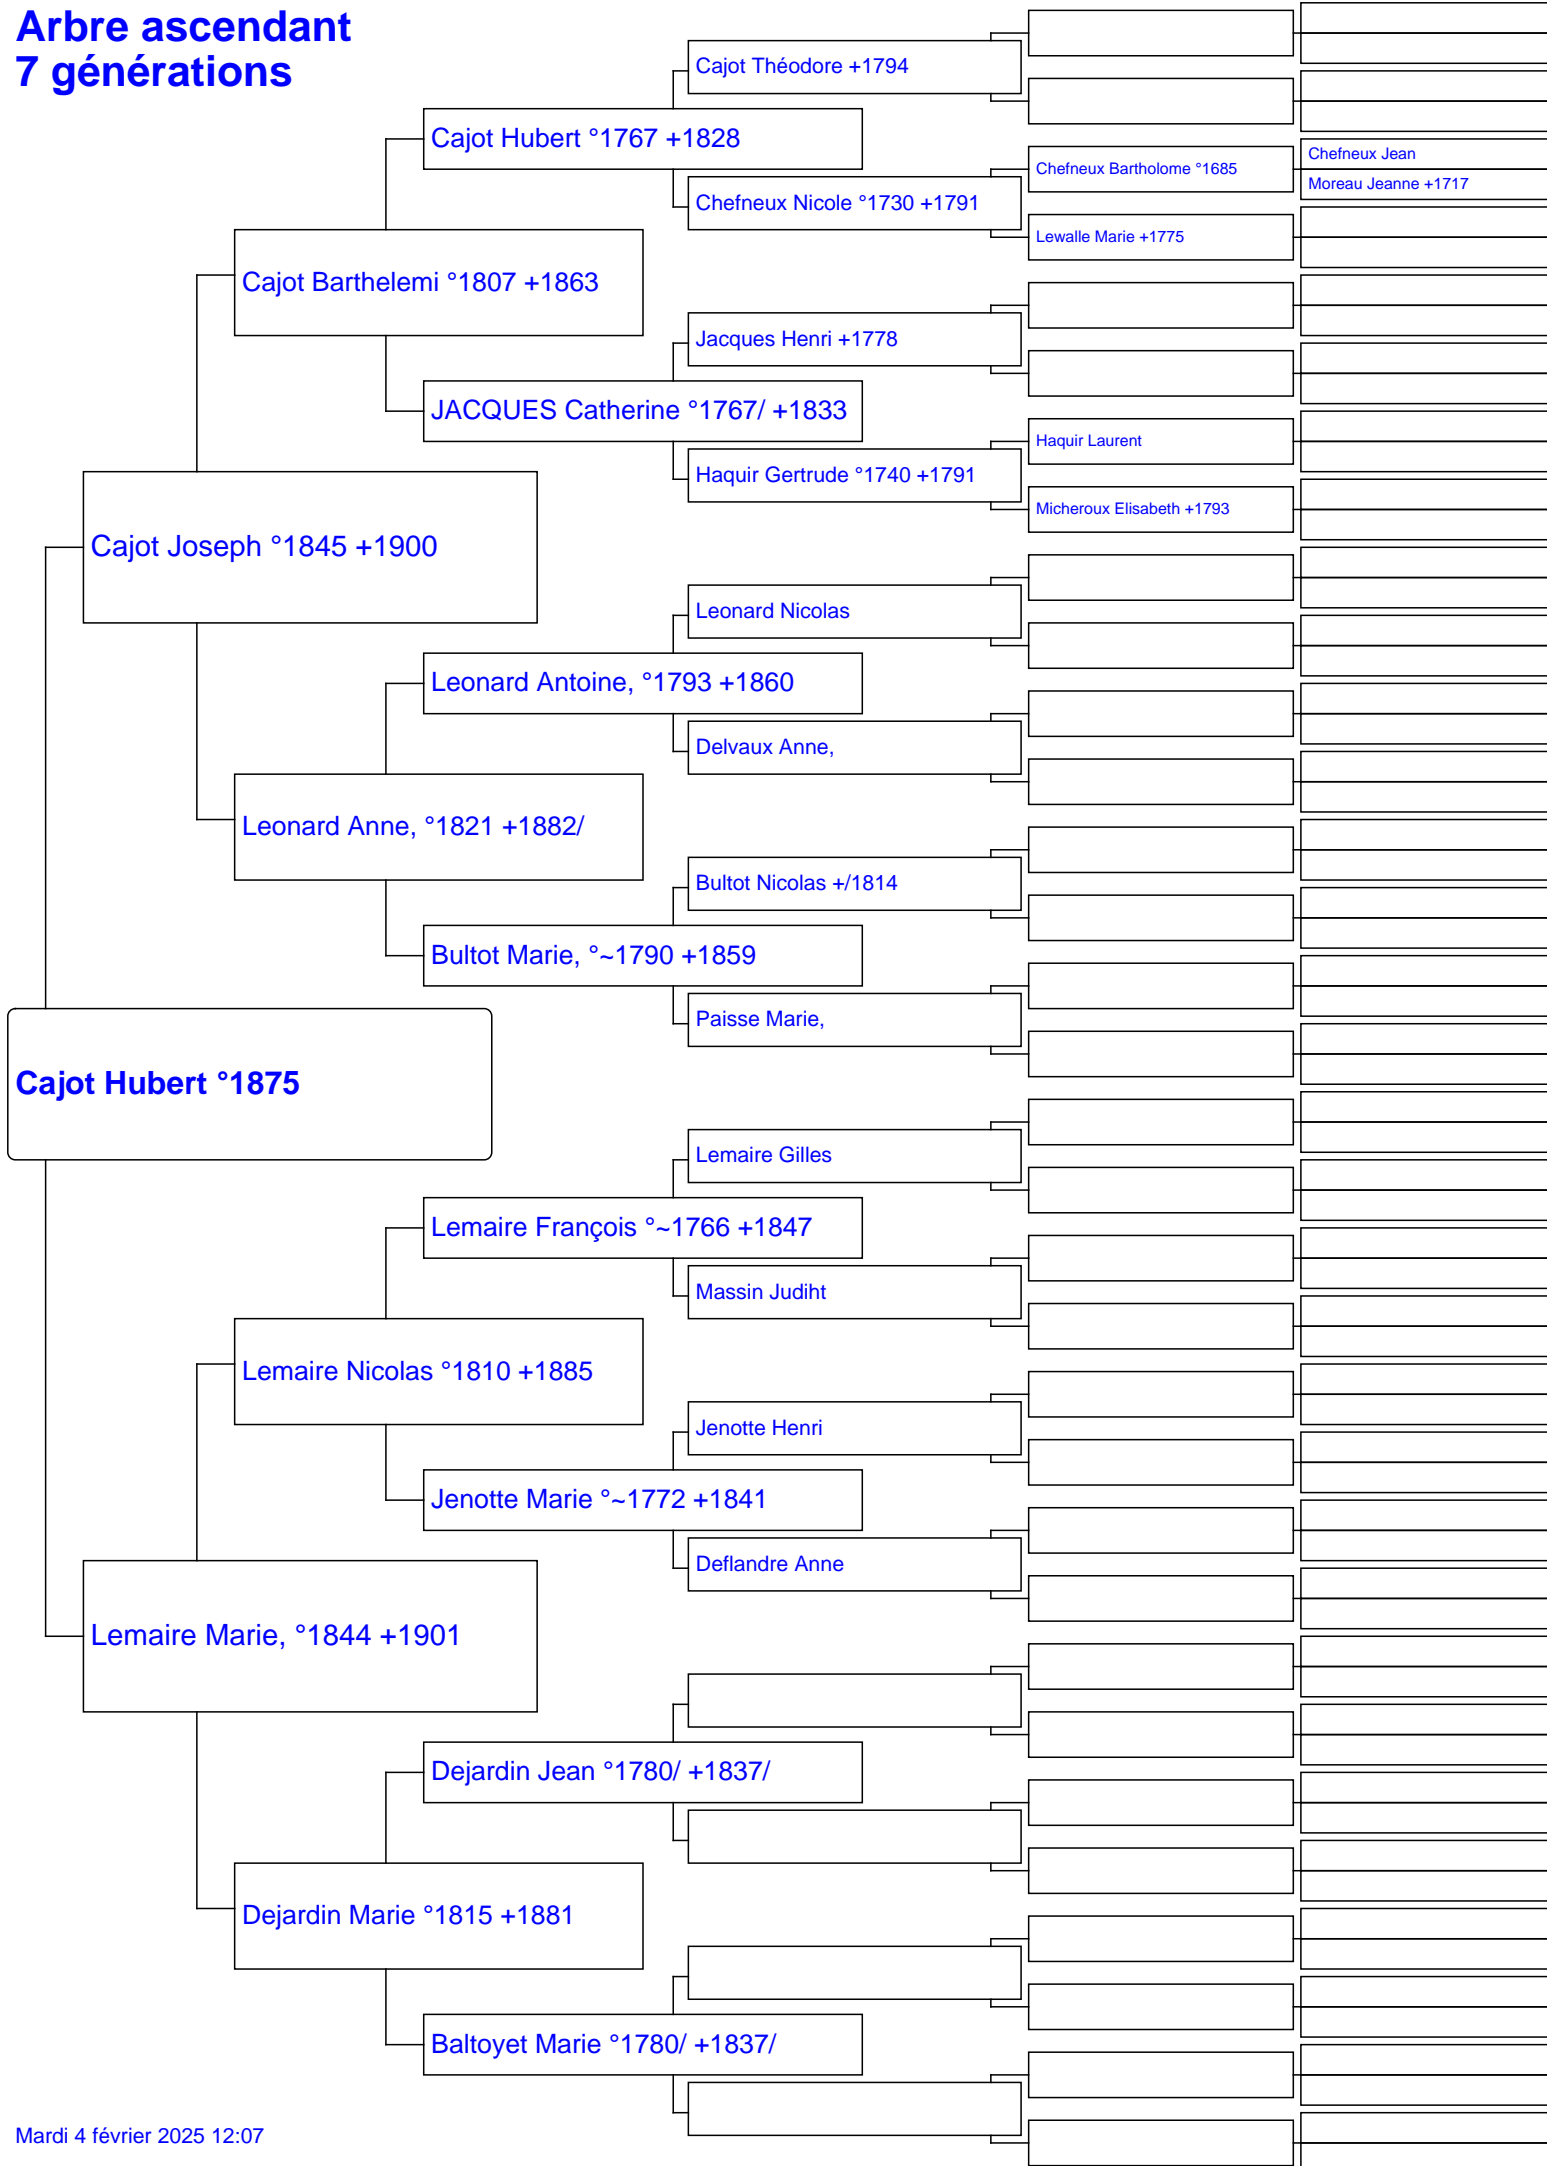 Arbre ascendant
7 générations
Cajot Théodore +1794
Cajot Hubert °1767 +1828
Chefneux Jean
Chefneux Bartholome °1685
Moreau Jeanne +1717
Chefneux Nicole °1730 +1791
Lewalle Marie +1775
Cajot Barthelemi °1807 +1863
Jacques Henri +1778
JACQUES Catherine °1767/ +1833
Haquir Laurent
Haquir Gertrude °1740 +1791
Micheroux Elisabeth +1793
Cajot Joseph °1845 +1900
Leonard Nicolas
Leonard Antoine, °1793 +1860
Delvaux Anne,
Leonard Anne, °1821 +1882/
Bultot Nicolas +/1814
Bultot Marie, °~1790 +1859
Paisse Marie,
Cajot Hubert °1875
Lemaire Gilles
Lemaire François °~1766 +1847
Massin Judiht
Lemaire Nicolas °1810 +1885
Jenotte Henri
Jenotte Marie °~1772 +1841
Deflandre Anne
Lemaire Marie, °1844 +1901
Dejardin Jean °1780/ +1837/
Dejardin Marie °1815 +1881
Baltoyet Marie °1780/ +1837/
Mardi 4 février 2025 12:07